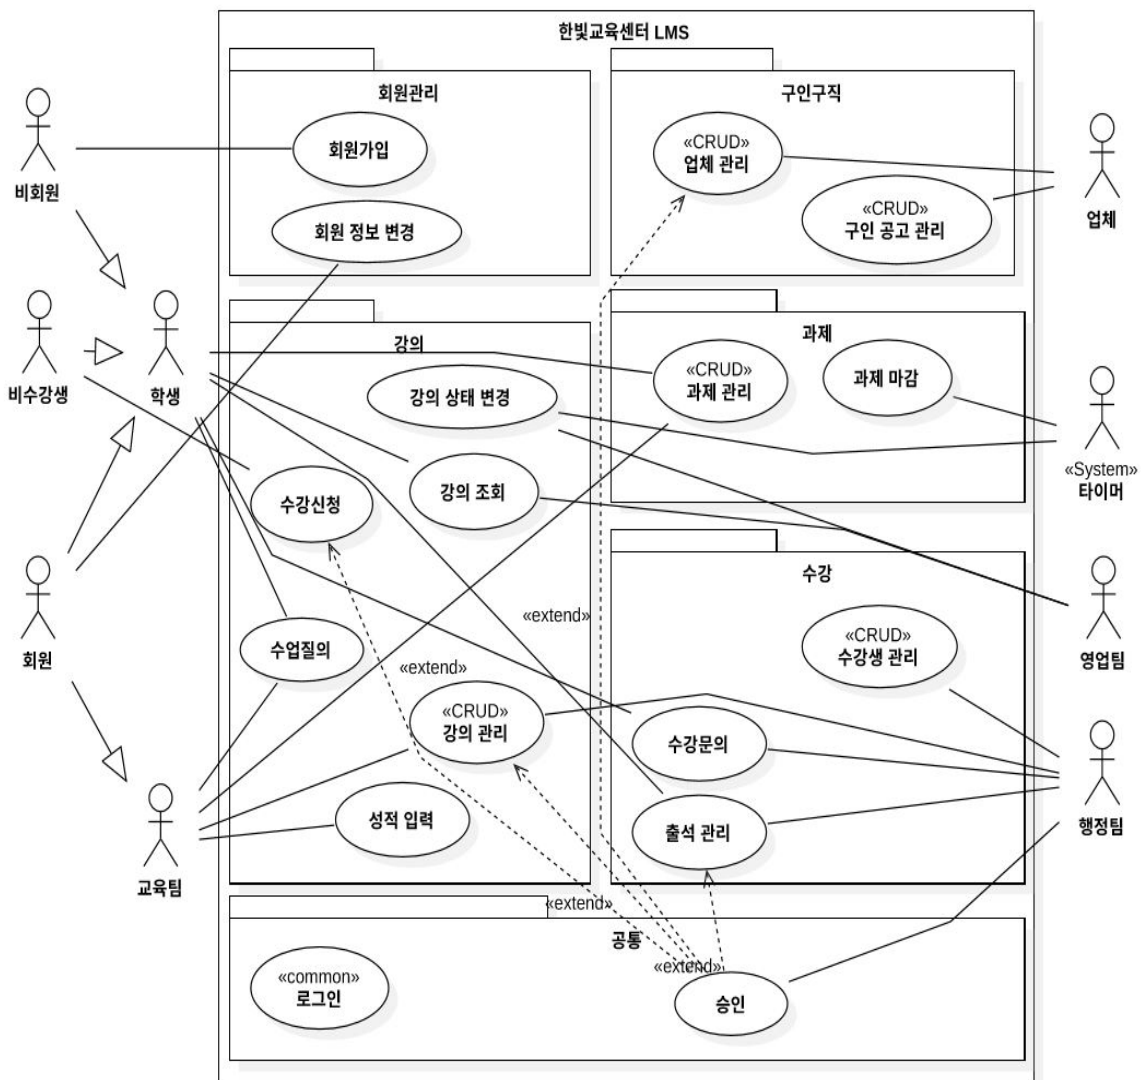 한빛교육센터 LMS
회원관리
구인구직
회원가입
«CRUD»
업체 관리
비회원
회원 정보 변경
«CRUD»
구인 공고 관리
업체
강의
과제
비수강생
학생
강의 상태 변경
«CRUD»
과제 관리
과제 마감
«System»
타이머
수강신청
강의 조회
수강
«extend»
«CRUD»
수강생 관리
영업팀
회원
수업질의
«extend»
«CRUD»
강의 관리
수강문의
성적 입력
출석 관리
행정팀
교육팀
«extend»
공통
«extend»
«common»
로그인
승인